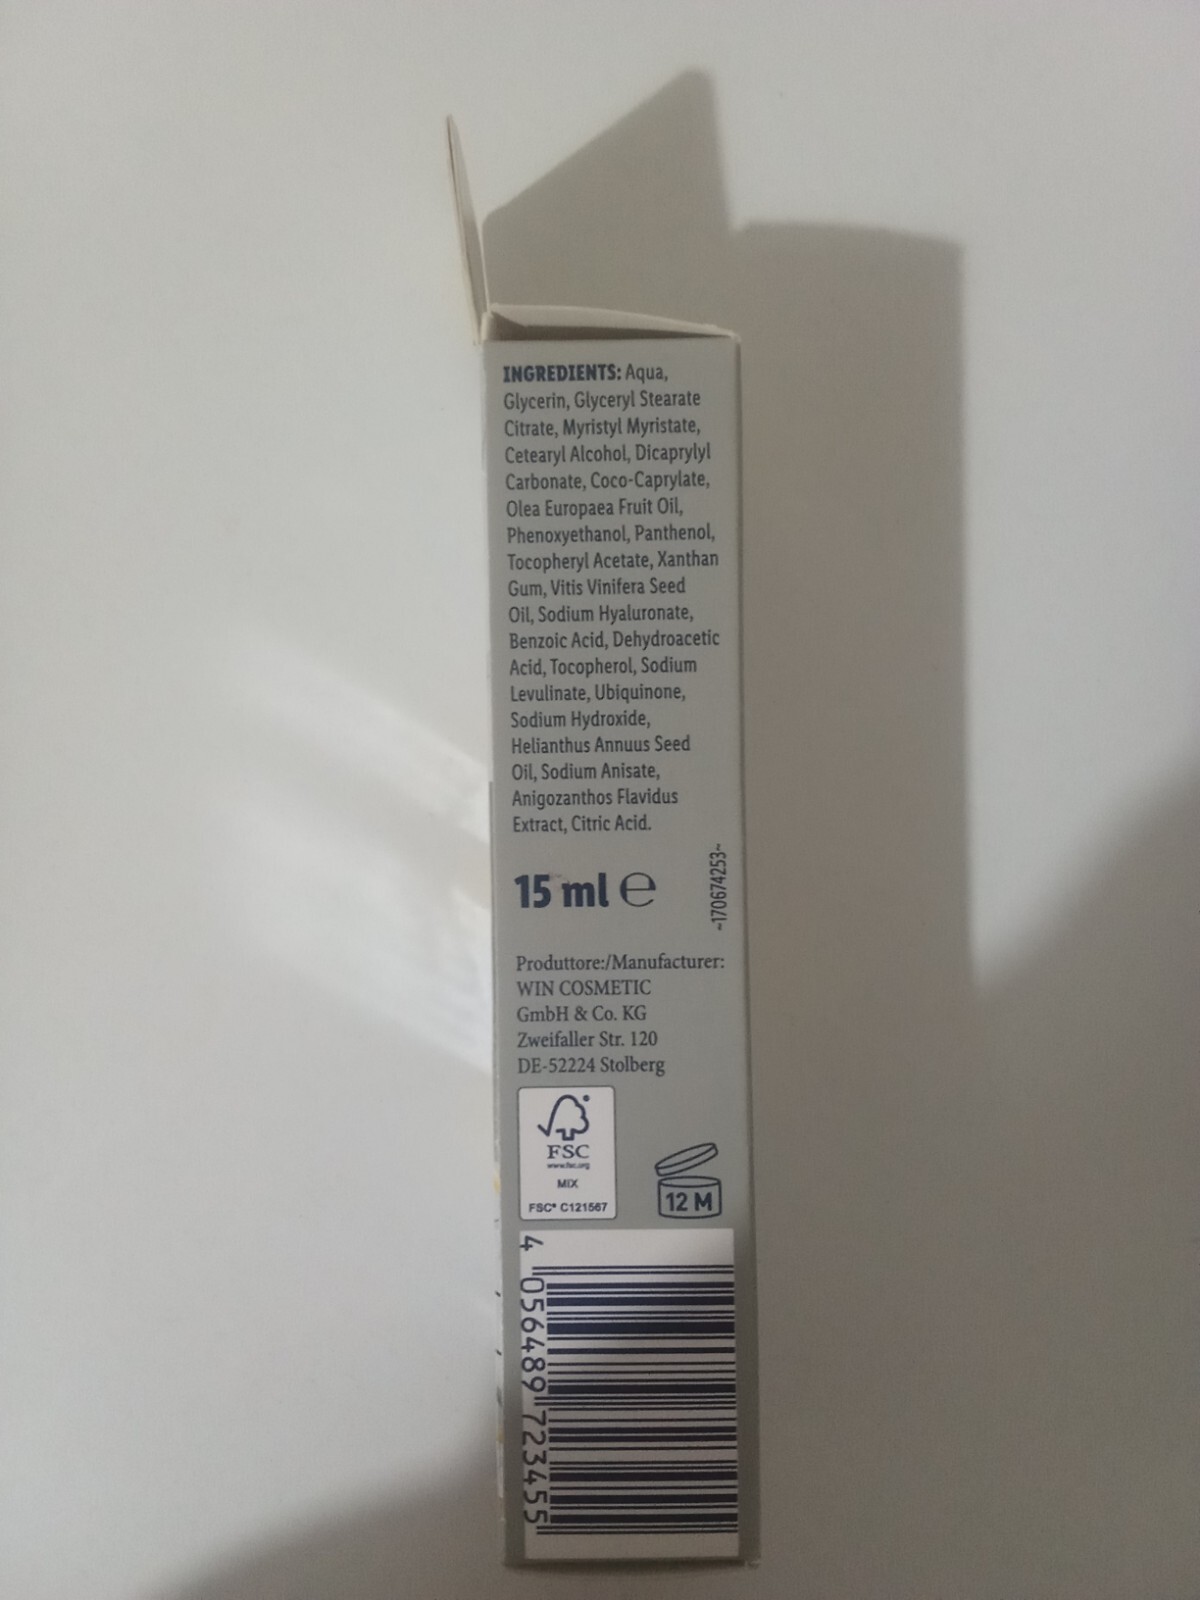 INGREDIENTS: Aqua,
Glycerin, Glyceryl Stearate
Citrate, Myristyl Myristate,
Cetearyl Alcohol, Dicaprylyl
Carbonate, Coco-Caprylate,
Olea Europaea Fruit Oil,
Phenoxyethanol, Panthenol,
Tocopheryl Acetate, Xanthan
Gum, Vitis Vinifera Seed
Oil, Sodium Hyaluronate,
Benzoic Acid, Dehydroacetic
Acid, Tocopherol, Sodium
Levulinate, Ubiquinone,
Sodium Hydroxide,
Helianthus Annuus Seed
Oil, Sodium Anisate,
Anigozanthos Flavidus
Extract, Citric Acid.
15 ml ℮
~170674253~
Produttore:/Manufacturer:
WIN COSMETIC
GmbH & Co. KG
Zweifaller Str. 120
DE-52224 Stolberg
FSC
www.fsc.org
MIX
FSC® C121567
12 M
4 056489 723455